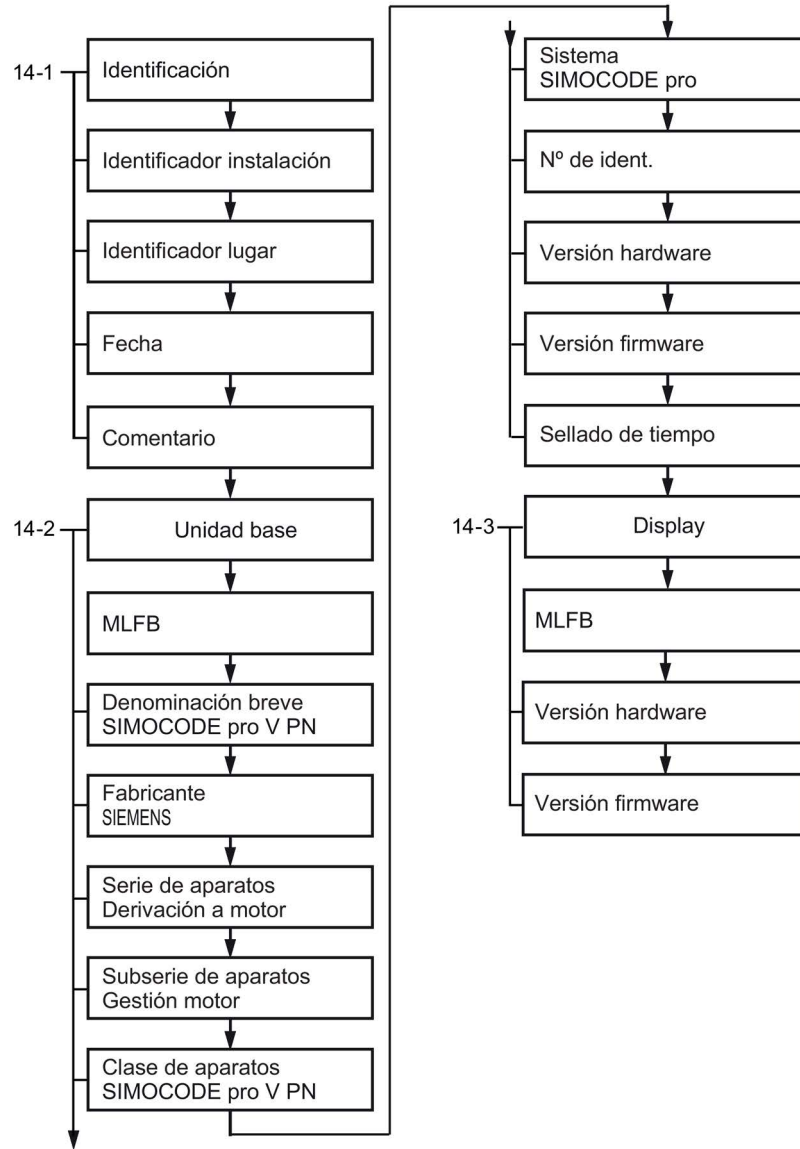 14-1
Identificación
Identificador instalación
Identificador lugar
Fecha
Comentario
14-2
Unidad base
MLFB
Denominación breve
SIMOCODE pro V PN
Fabricante
SIEMENS
Serie de aparatos
Derivación a motor
Subserie de aparatos
Gestión motor
Clase de aparatos
SIMOCODE pro V PN
Sistema
SIMOCODE pro
Nº de ident.
Versión hardware
Versión firmware
Sellado de tiempo
14-3
Display
MLFB
Versión hardware
Versión firmware